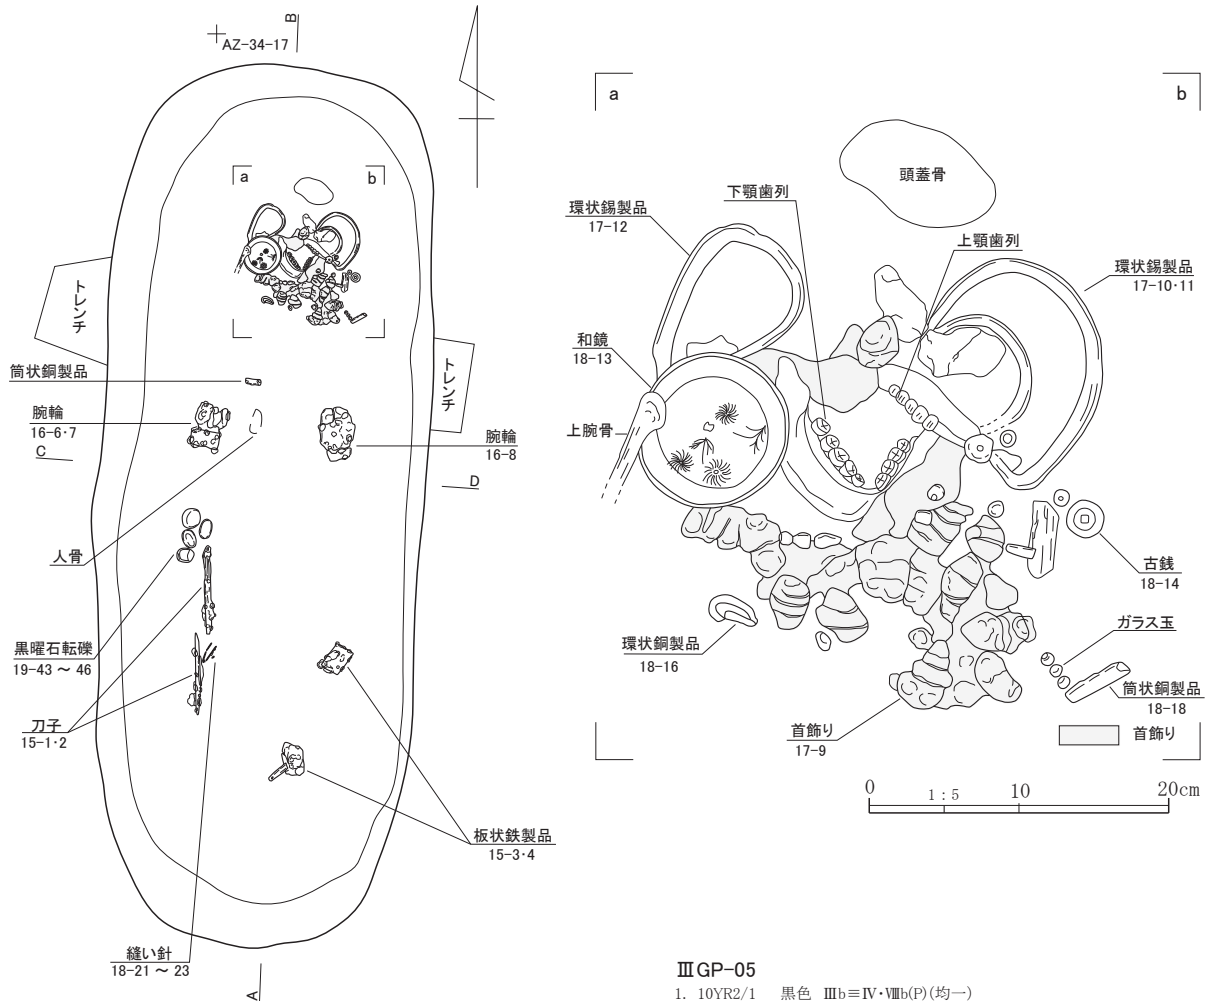 B
AZ-34-17
a
b
トレンチ
筒状銅製品
腕輪
16-6・7
C
トレンチ
腕輪
16-8
D
人骨
黒曜石転礫
19-43 ~ 46
刀子
15-1・2
板状鉄製品
15-3・4
縫い針
18-21 ~ 23
A
a
b
頭蓋骨
下顎歯列
環状錫製品
17-12
上顎歯列
環状錫製品
17-10・11
和鏡
18-13
上腕骨
古銭
18-14
ガラス玉
環状銅製品
18-16
筒状銅製品
18-18
首飾り
17-9
首飾り
0
1 : 5
10
20cm
ⅢGP-05
1. 10YR2/1 黒色 Ⅲb≡Ⅳ・Ⅷb(P)(均一)